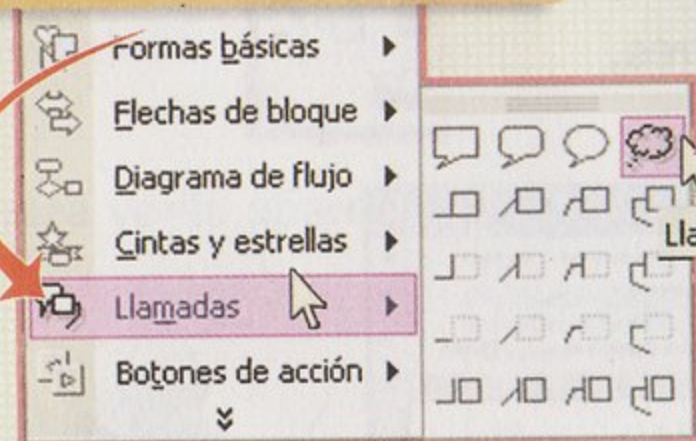 Formas básicas
Flechas de bloque
Diagrama de flujo
Cintas y estrellas
Llamadas
Botones de acción